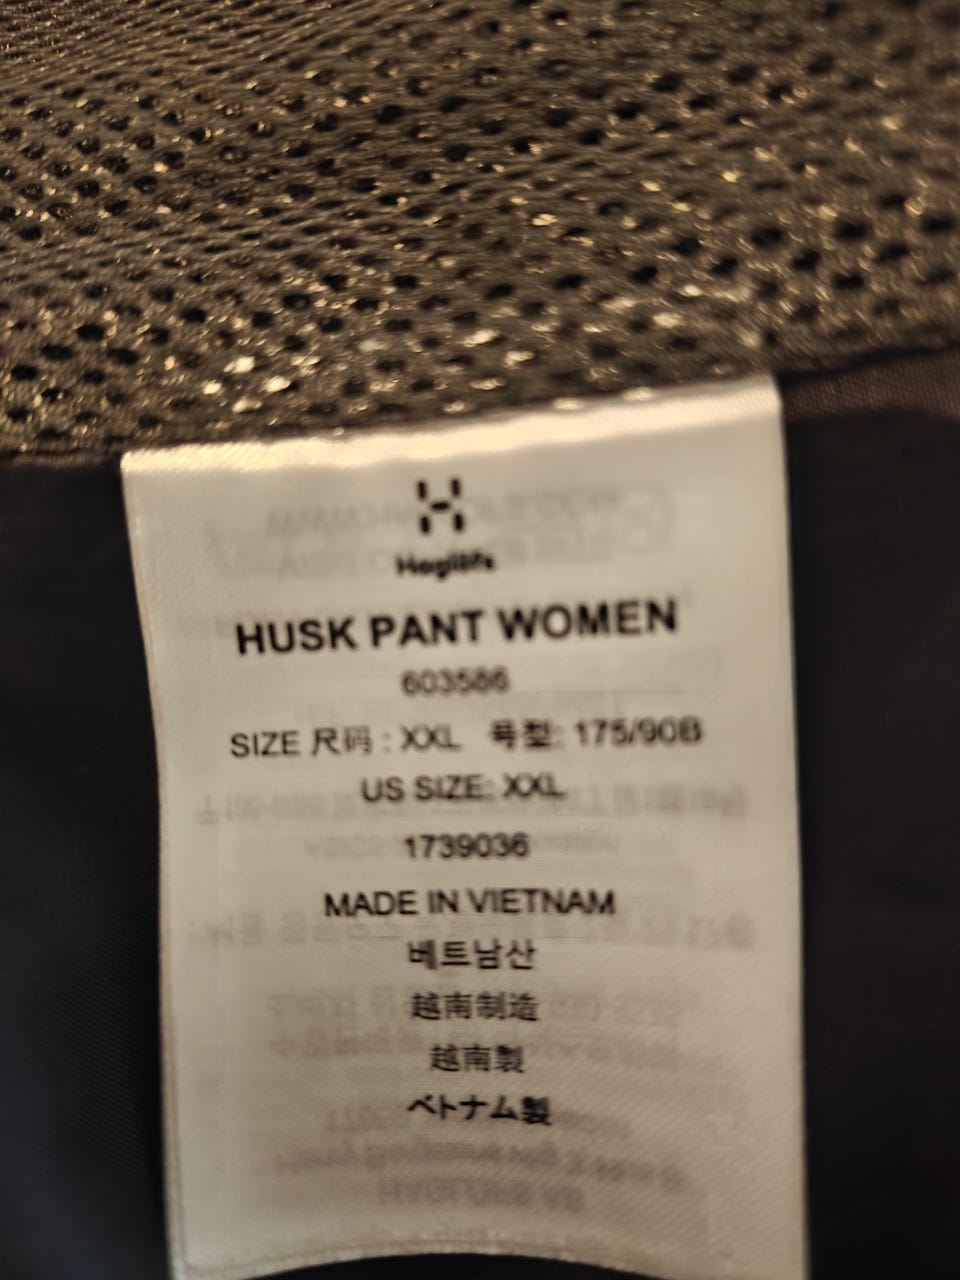 Haglöfs
HUSK PANT WOMEN
603586
SIZE 尺码 : XXL 号型: 175/90B
US SIZE: XXL
1739036
MADE IN VIETNAM
베트남산
越南制造
越南製
ベトナム製